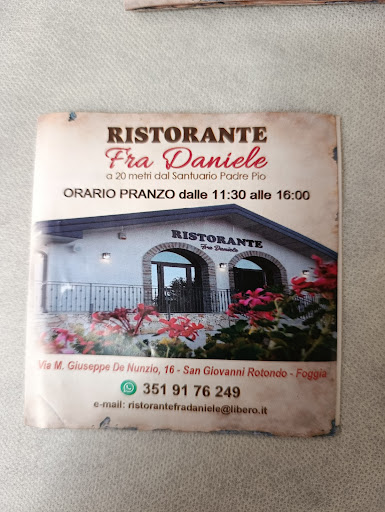 RISTORANTE
Fra Daniele
a 20 metri dal Santuario Padre Pio
ORARIO PRANZO dalle 11:30 alle 16:00
RISTORANTE
Fra Daniele
Via M. Giuseppe De Nunzio, 16 - San Giovanni Rotondo - Foggia
351 91 76 249
e-mail: ristorantefradaniele@libero.it